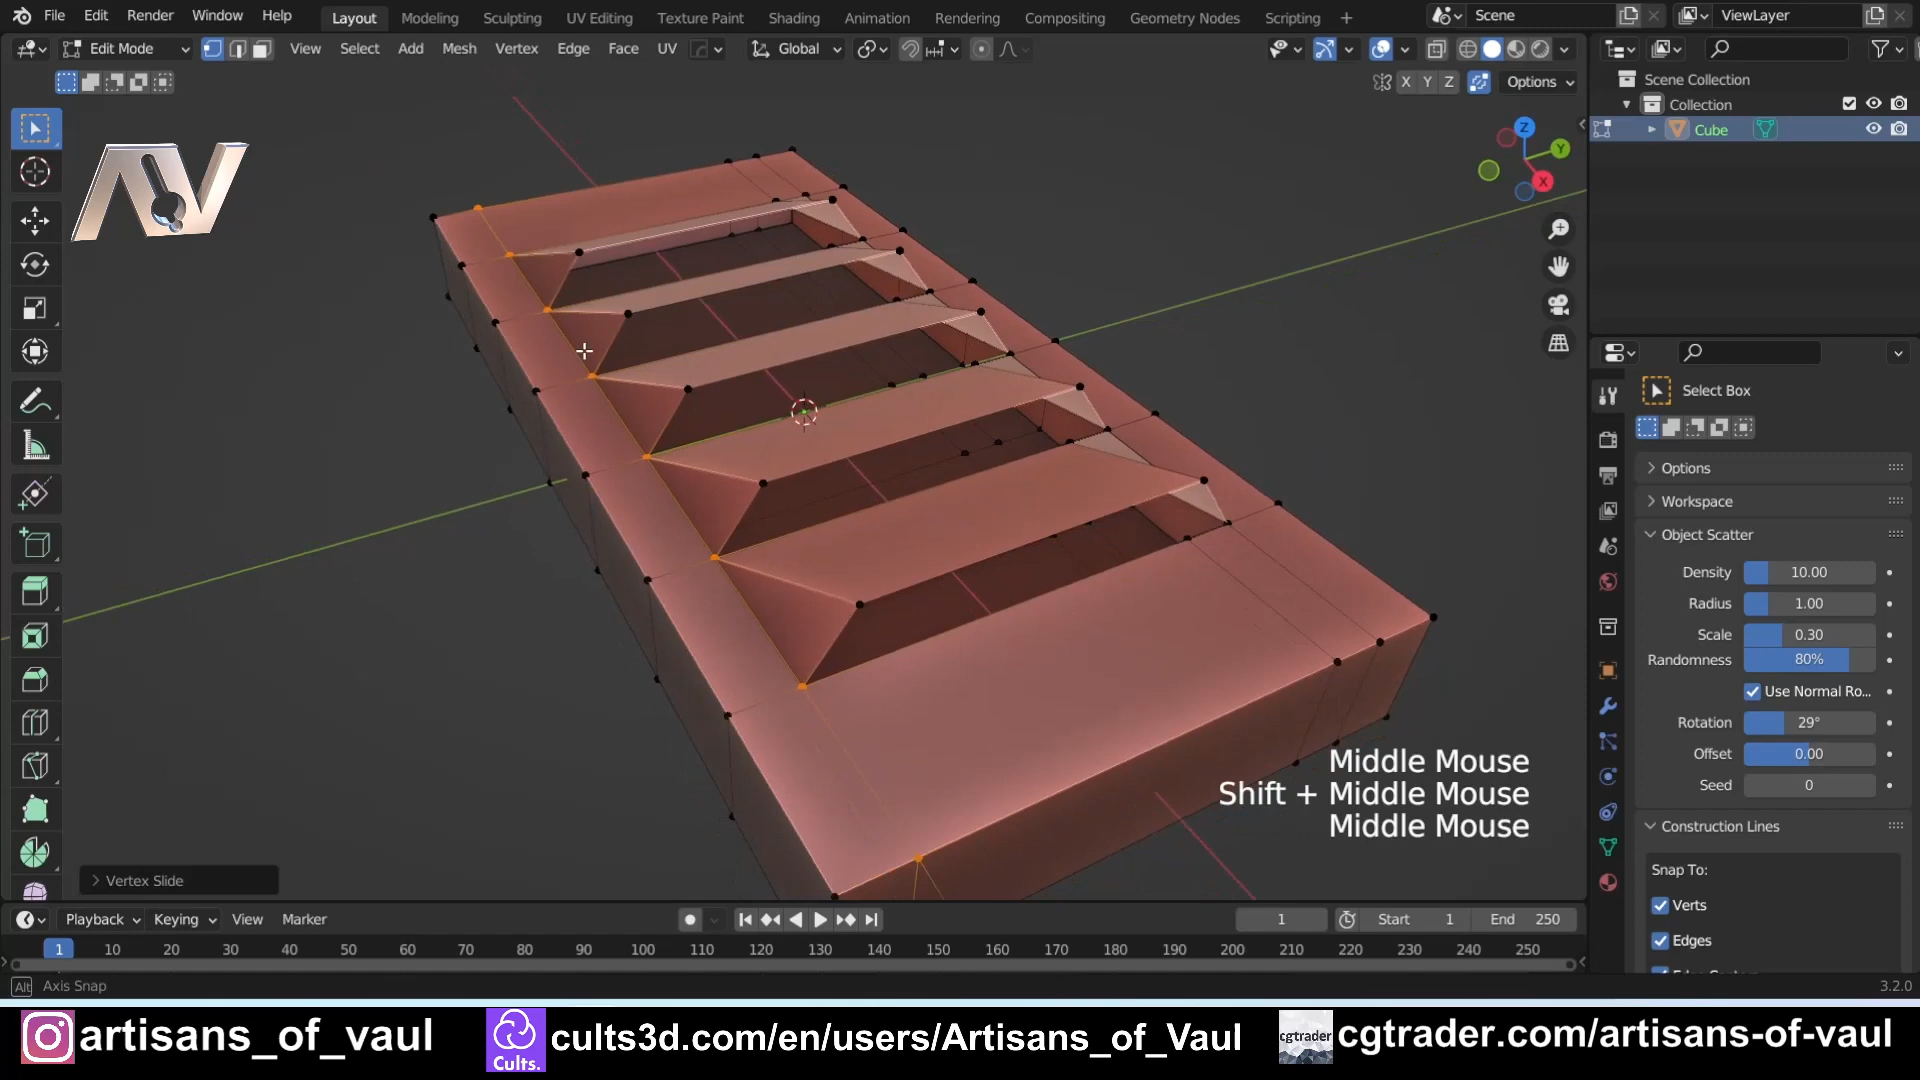 File Edit Render Window Help Layout Modeling Sculpting UV Editing Texture Paint Shading Animation Rendering Compositing Geometry Nodes Scripting Scene ViewLayer
Edit Mode View Select Add Mesh Vertex Edge Face UV Global
X Y Z Options
Scene Collection
Collection
Cube
Z
Y
X
Select Box
Options
Workspace
Object Scatter
Density 10.00
Radius 1.00
Scale 0.30
Randomness 80%
Use Normal Ro...
Rotation 29°
Offset 0.00
Seed 0
Construction Lines
Snap To:
Verts
Edges
Middle Mouse
Shift + Middle Mouse
Middle Mouse
Vertex Slide
Playback Keying View Marker 1 Start 1 End 250
1 10 20 30 40 50 60 70 80 90 100 110 120 130 140 150 160 170 180 190 200 210 220 230 240 250
Alt Axis Snap 3.2.0
artisans_of_vaul Cults. cults3d.com/en/users/Artisans_of_Vaul cgtrader cgtrader.com/artisans-of-vaul